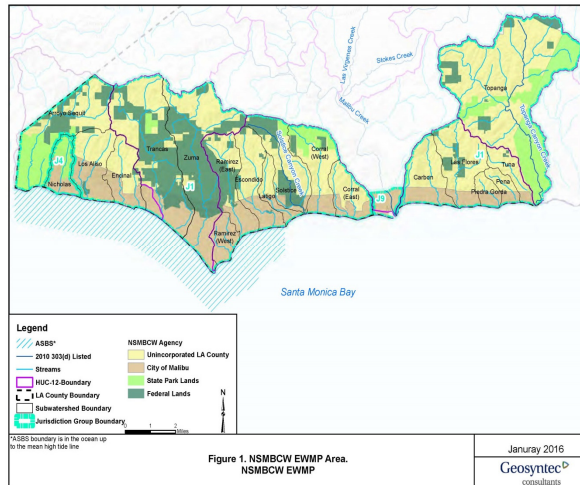 Las Virgenes Creek
Stokes Creek
Malibu Creek
Topanga
Topanga Canyon Creek
Arroyo Sequit
J4
Nicholas
Los Aliso
Encinal
Trancas
Zuma
J1
Ramirez
(East)
Escondido
Latigo
Solstice Canyon Creek
Solstice
Corral
(West)
Corral
(East)
Ramirez
(West)
J9
Carbon
Las Flores
J1
Tuna
Pena
Piedra Gorda
Santa Monica Bay
Legend
ASBS*
2010 303(d) Listed
Streams
HUC-12-Boundary
LA County Boundary
Subwatershed Boundary
Jurisdiction Group Boundary
NSMBCW Agency
Unincorporated LA County
City of Malibu
State Park Lands
Federal Lands
N
0 1 2
Miles
*ASBS boundary is in the ocean up
to the mean high tide line
Figure 1. NSMBCW EWMP Area.
NSMBCW EWMP
Januray 2016
Geosyntec
consultants